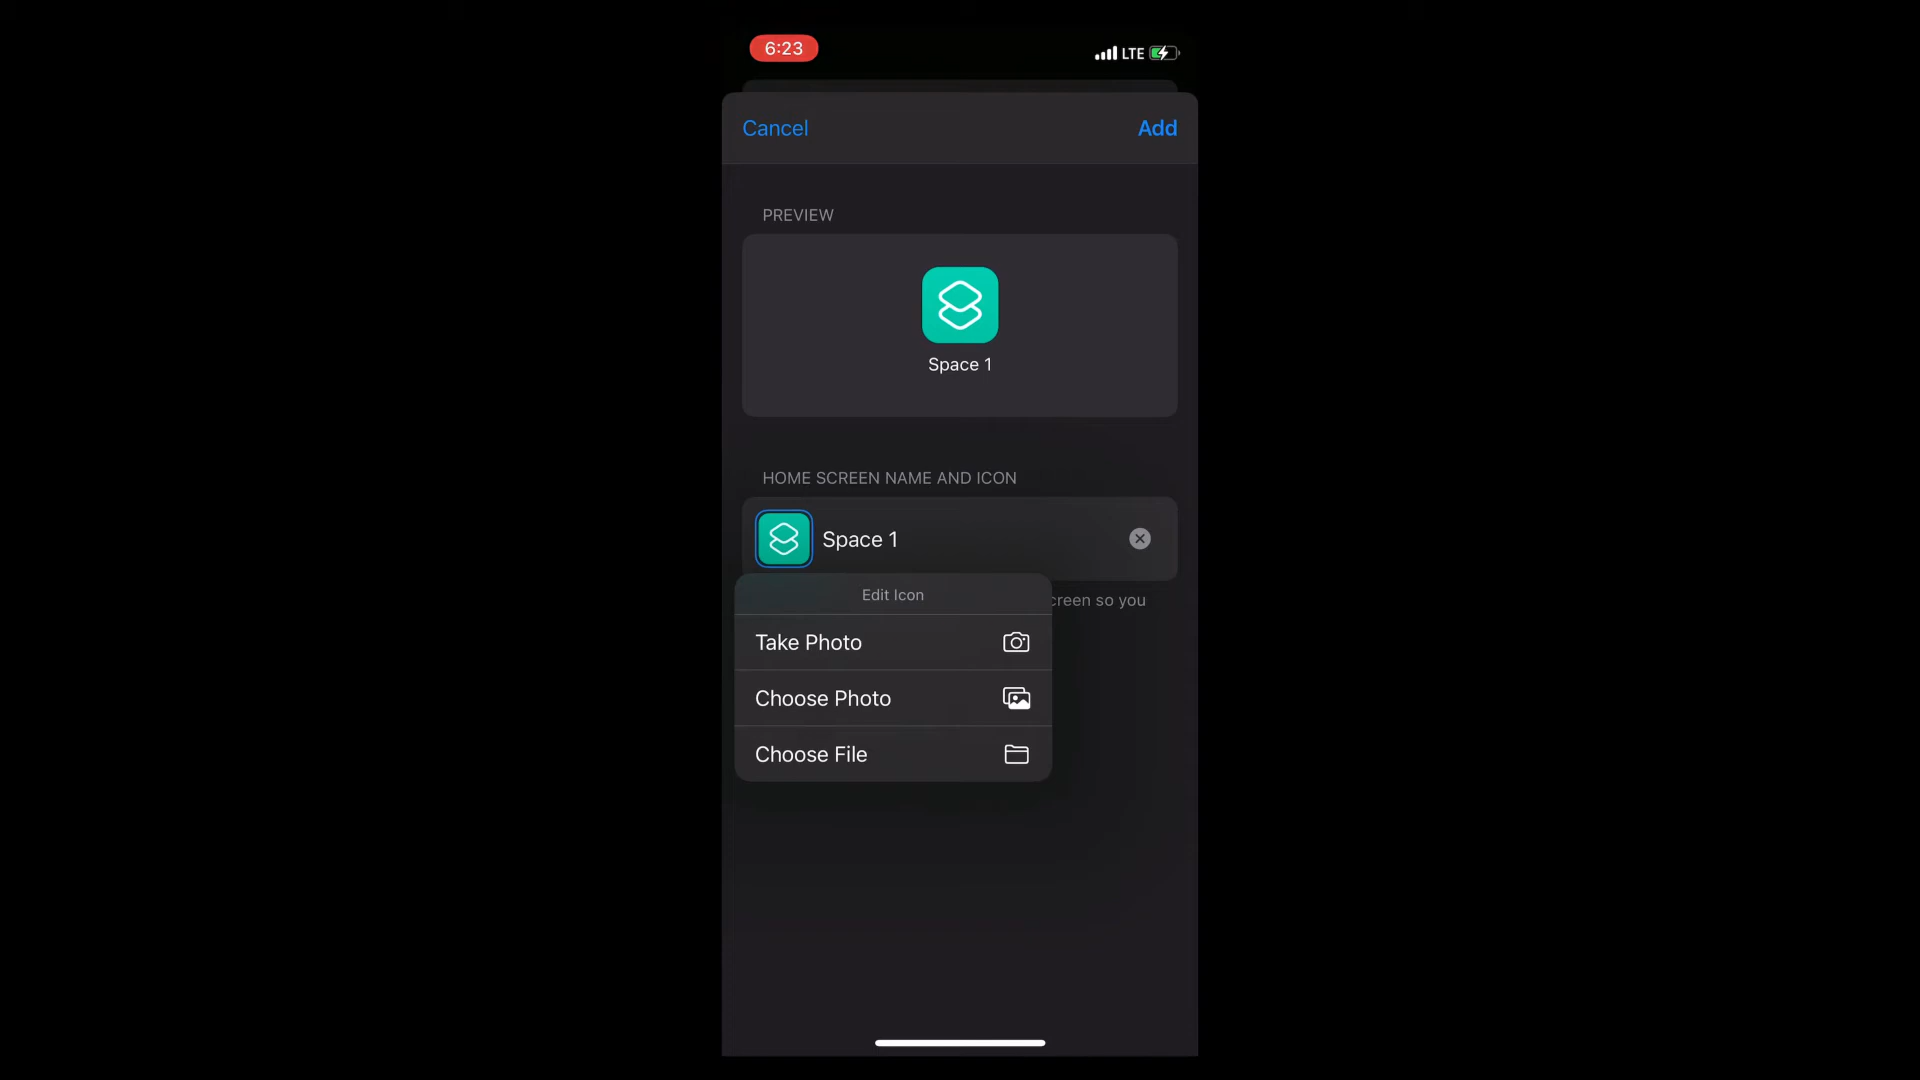 6:23
LTE
Cancel
Add
PREVIEW
Space 1
HOME SCREEN NAME AND ICON
Space 1
Edit Icon
creen so you
Take Photo
Choose Photo
Choose File